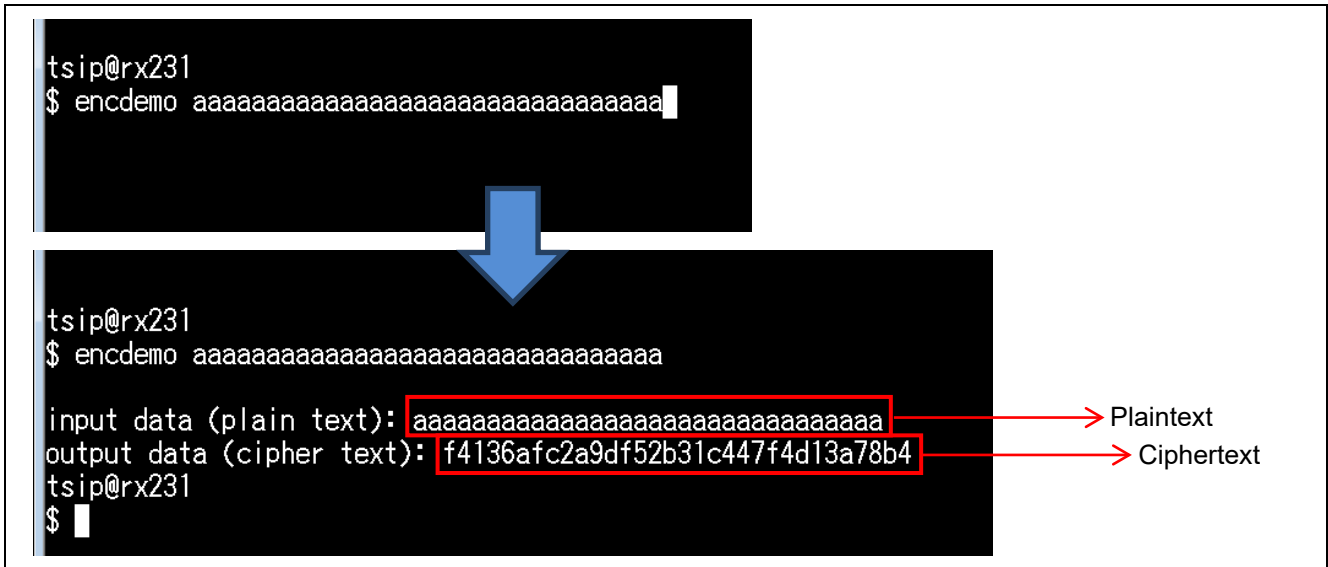 tsip@rx231
$ encdemo aaaaaaaaaaaaaaaaaaaaaaaaaaaaaaaa
tsip@rx231
$ encdemo aaaaaaaaaaaaaaaaaaaaaaaaaaaaaaaa
input data (plain text): aaaaaaaaaaaaaaaaaaaaaaaaaaaaaaaa
Plaintext
output data (cipher text): f4136afc2a9df52b31c447f4d13a78b4
Ciphertext
tsip@rx231
$